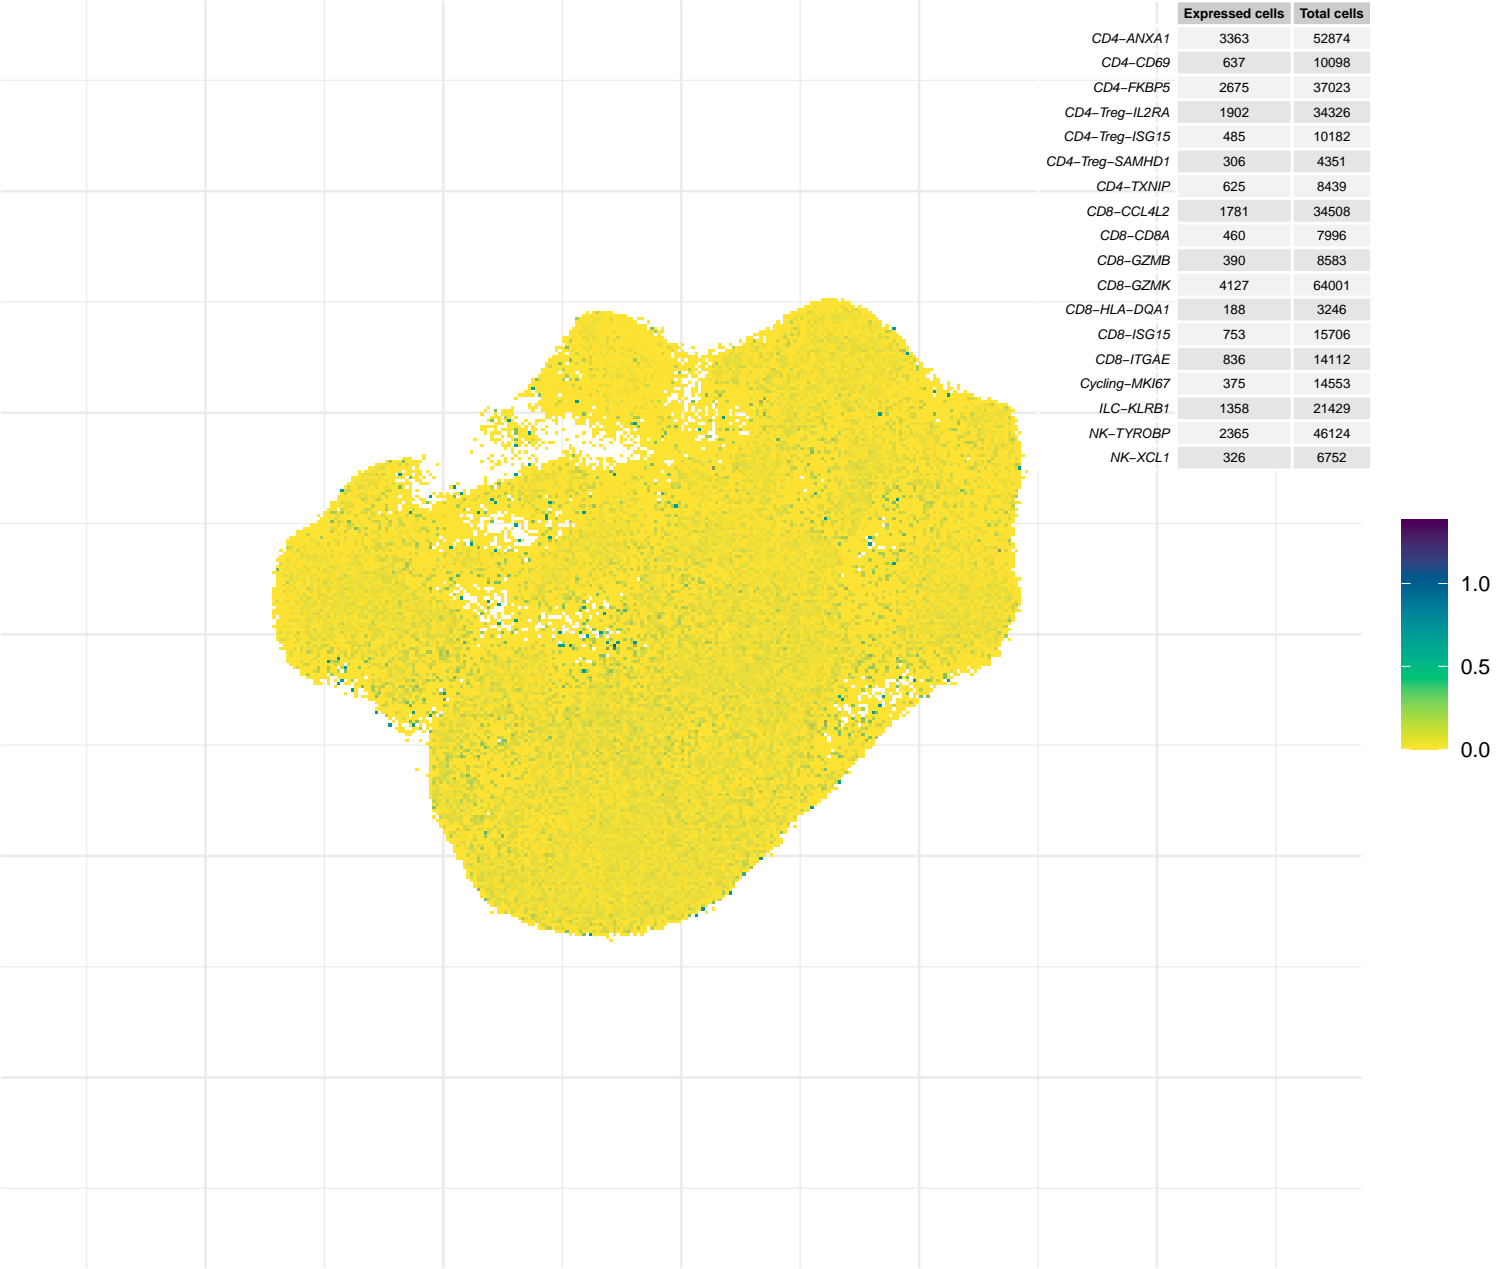 Expressed cells Total cells
CD4−ANXA1 3363 52874
CD4−CD69 637 10098
CD4−FKBP5 2675 37023
CD4−Treg−IL2RA 1902 34326
CD4−Treg−ISG15 485 10182
CD4−Treg−SAMHD1 306 4351
CD4−TXNIP 625 8439
CD8−CCL4L2 1781 34508
CD8−CD8A 460 7996
CD8−GZMB 390 8583
CD8−GZMK 4127 64001
CD8−HLA−DQA1 188 3246
CD8−ISG15 753 15706
CD8−ITGAE 836 14112
Cycling−MKI67 375 14553
ILC−KLRB1 1358 21429
NK−TYROBP 2365 46124
NK−XCL1 326 6752
1.0
0.5
0.0